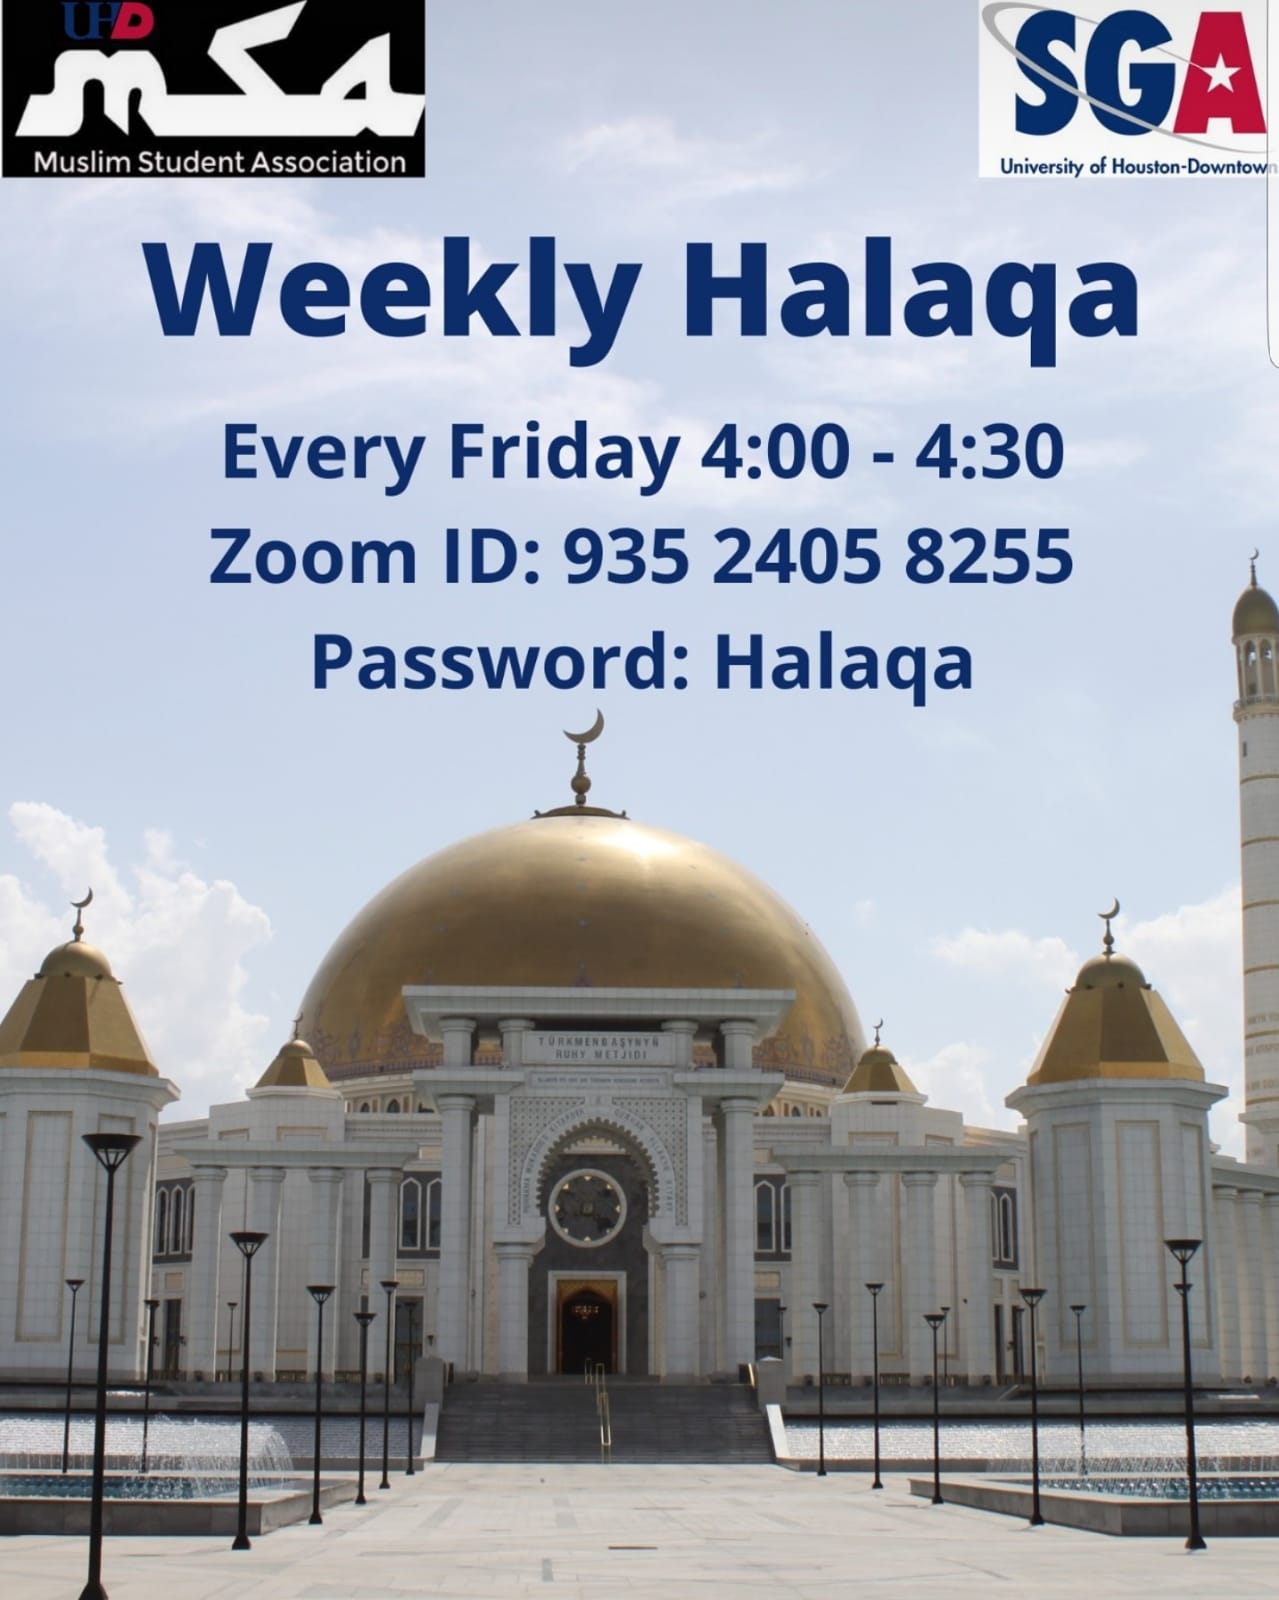 UHD
msa
Muslim Student Association
SGA
University of Houston-Downtown
Weekly Halaqa
Every Friday 4:00 - 4:30
Zoom ID: 935 2405 8255
Password: Halaqa
TÜRKMENBAŞYNYŇ
RUHY METJIDI